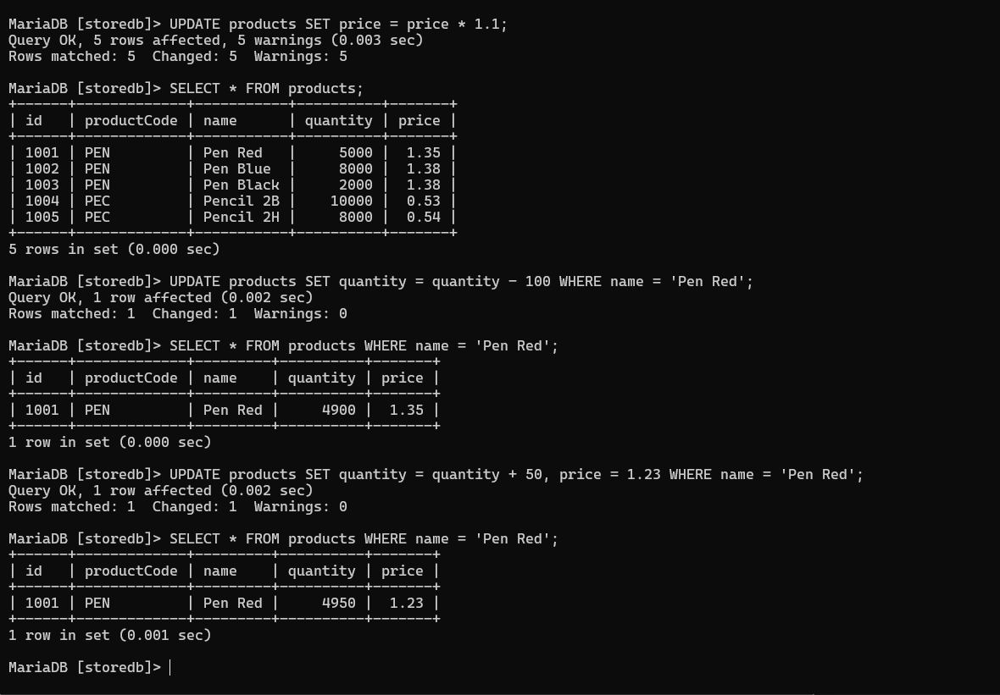 MariaDB [storedb]> UPDATE products SET price = price * 1.1;
Query OK, 5 rows affected, 5 warnings (0.003 sec)
Rows matched: 5  Changed: 5  Warnings: 5
MariaDB [storedb]> SELECT * FROM products;
+------+-------------+-----------+----------+-------+
| id   | productCode | name      | quantity | price |
+------+-------------+-----------+----------+-------+
| 1001 | PEN         | Pen Red   |     5000 |  1.35 |
| 1002 | PEN         | Pen Blue  |     8000 |  1.38 |
| 1003 | PEN         | Pen Black |     2000 |  1.38 |
| 1004 | PEC         | Pencil 2B |    10000 |  0.53 |
| 1005 | PEC         | Pencil 2H |     8000 |  0.54 |
+------+-------------+-----------+----------+-------+
5 rows in set (0.000 sec)
MariaDB [storedb]> UPDATE products SET quantity = quantity - 100 WHERE name = 'Pen Red';
Query OK, 1 row affected (0.002 sec)
Rows matched: 1  Changed: 1  Warnings: 0
MariaDB [storedb]> SELECT * FROM products WHERE name = 'Pen Red';
+------+-------------+---------+----------+-------+
| id   | productCode | name    | quantity | price |
+------+-------------+---------+----------+-------+
| 1001 | PEN         | Pen Red |     4900 |  1.35 |
+------+-------------+---------+----------+-------+
1 row in set (0.000 sec)
MariaDB [storedb]> UPDATE products SET quantity = quantity + 50, price = 1.23 WHERE name = 'Pen Red';
Query OK, 1 row affected (0.002 sec)
Rows matched: 1  Changed: 1  Warnings: 0
MariaDB [storedb]> SELECT * FROM products WHERE name = 'Pen Red';
+------+-------------+---------+----------+-------+
| id   | productCode | name    | quantity | price |
+------+-------------+---------+----------+-------+
| 1001 | PEN         | Pen Red |     4950 |  1.23 |
+------+-------------+---------+----------+-------+
1 row in set (0.001 sec)
MariaDB [storedb]>